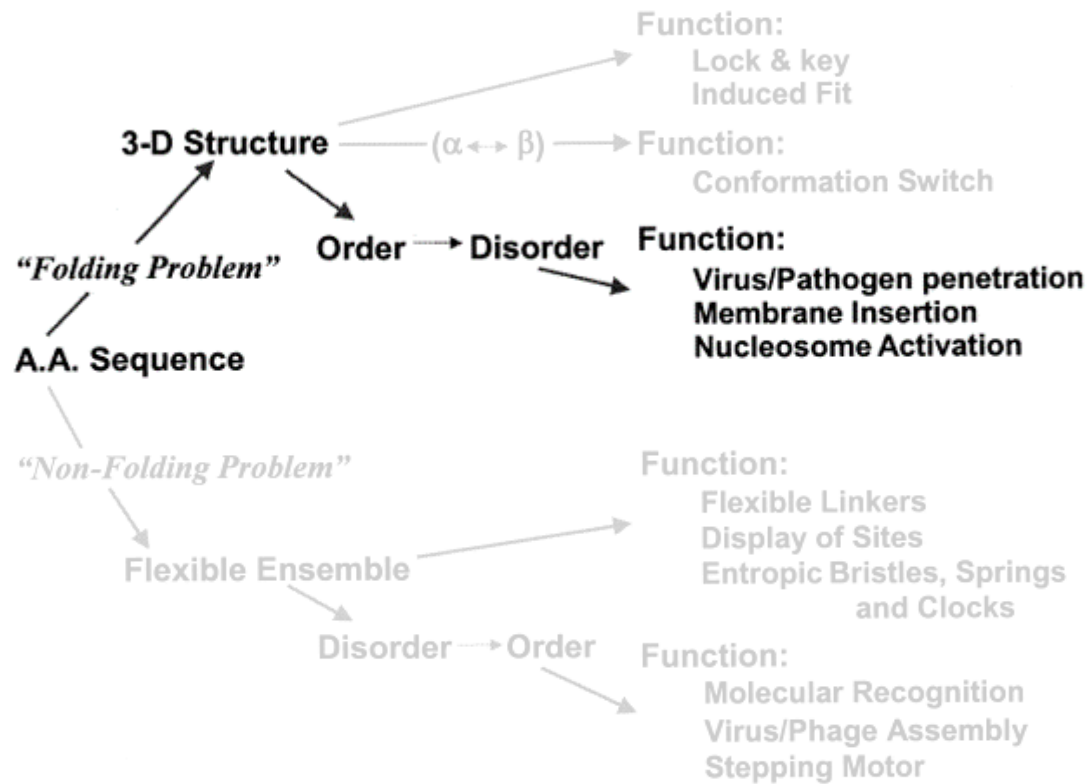 Function:
Lock & key
Induced Fit
3-D Structure
(α ↔ β)
Function:
Conformation Switch
Order
Disorder
Function:
Virus/Pathogen penetration
Membrane Insertion
Nucleosome Activation
“Folding Problem”
A.A. Sequence
“Non-Folding Problem”
Function:
Flexible Linkers
Display of Sites
Entropic Bristles, Springs
and Clocks
Flexible Ensemble
Disorder
Order
Function:
Molecular Recognition
Virus/Phage Assembly
Stepping Motor